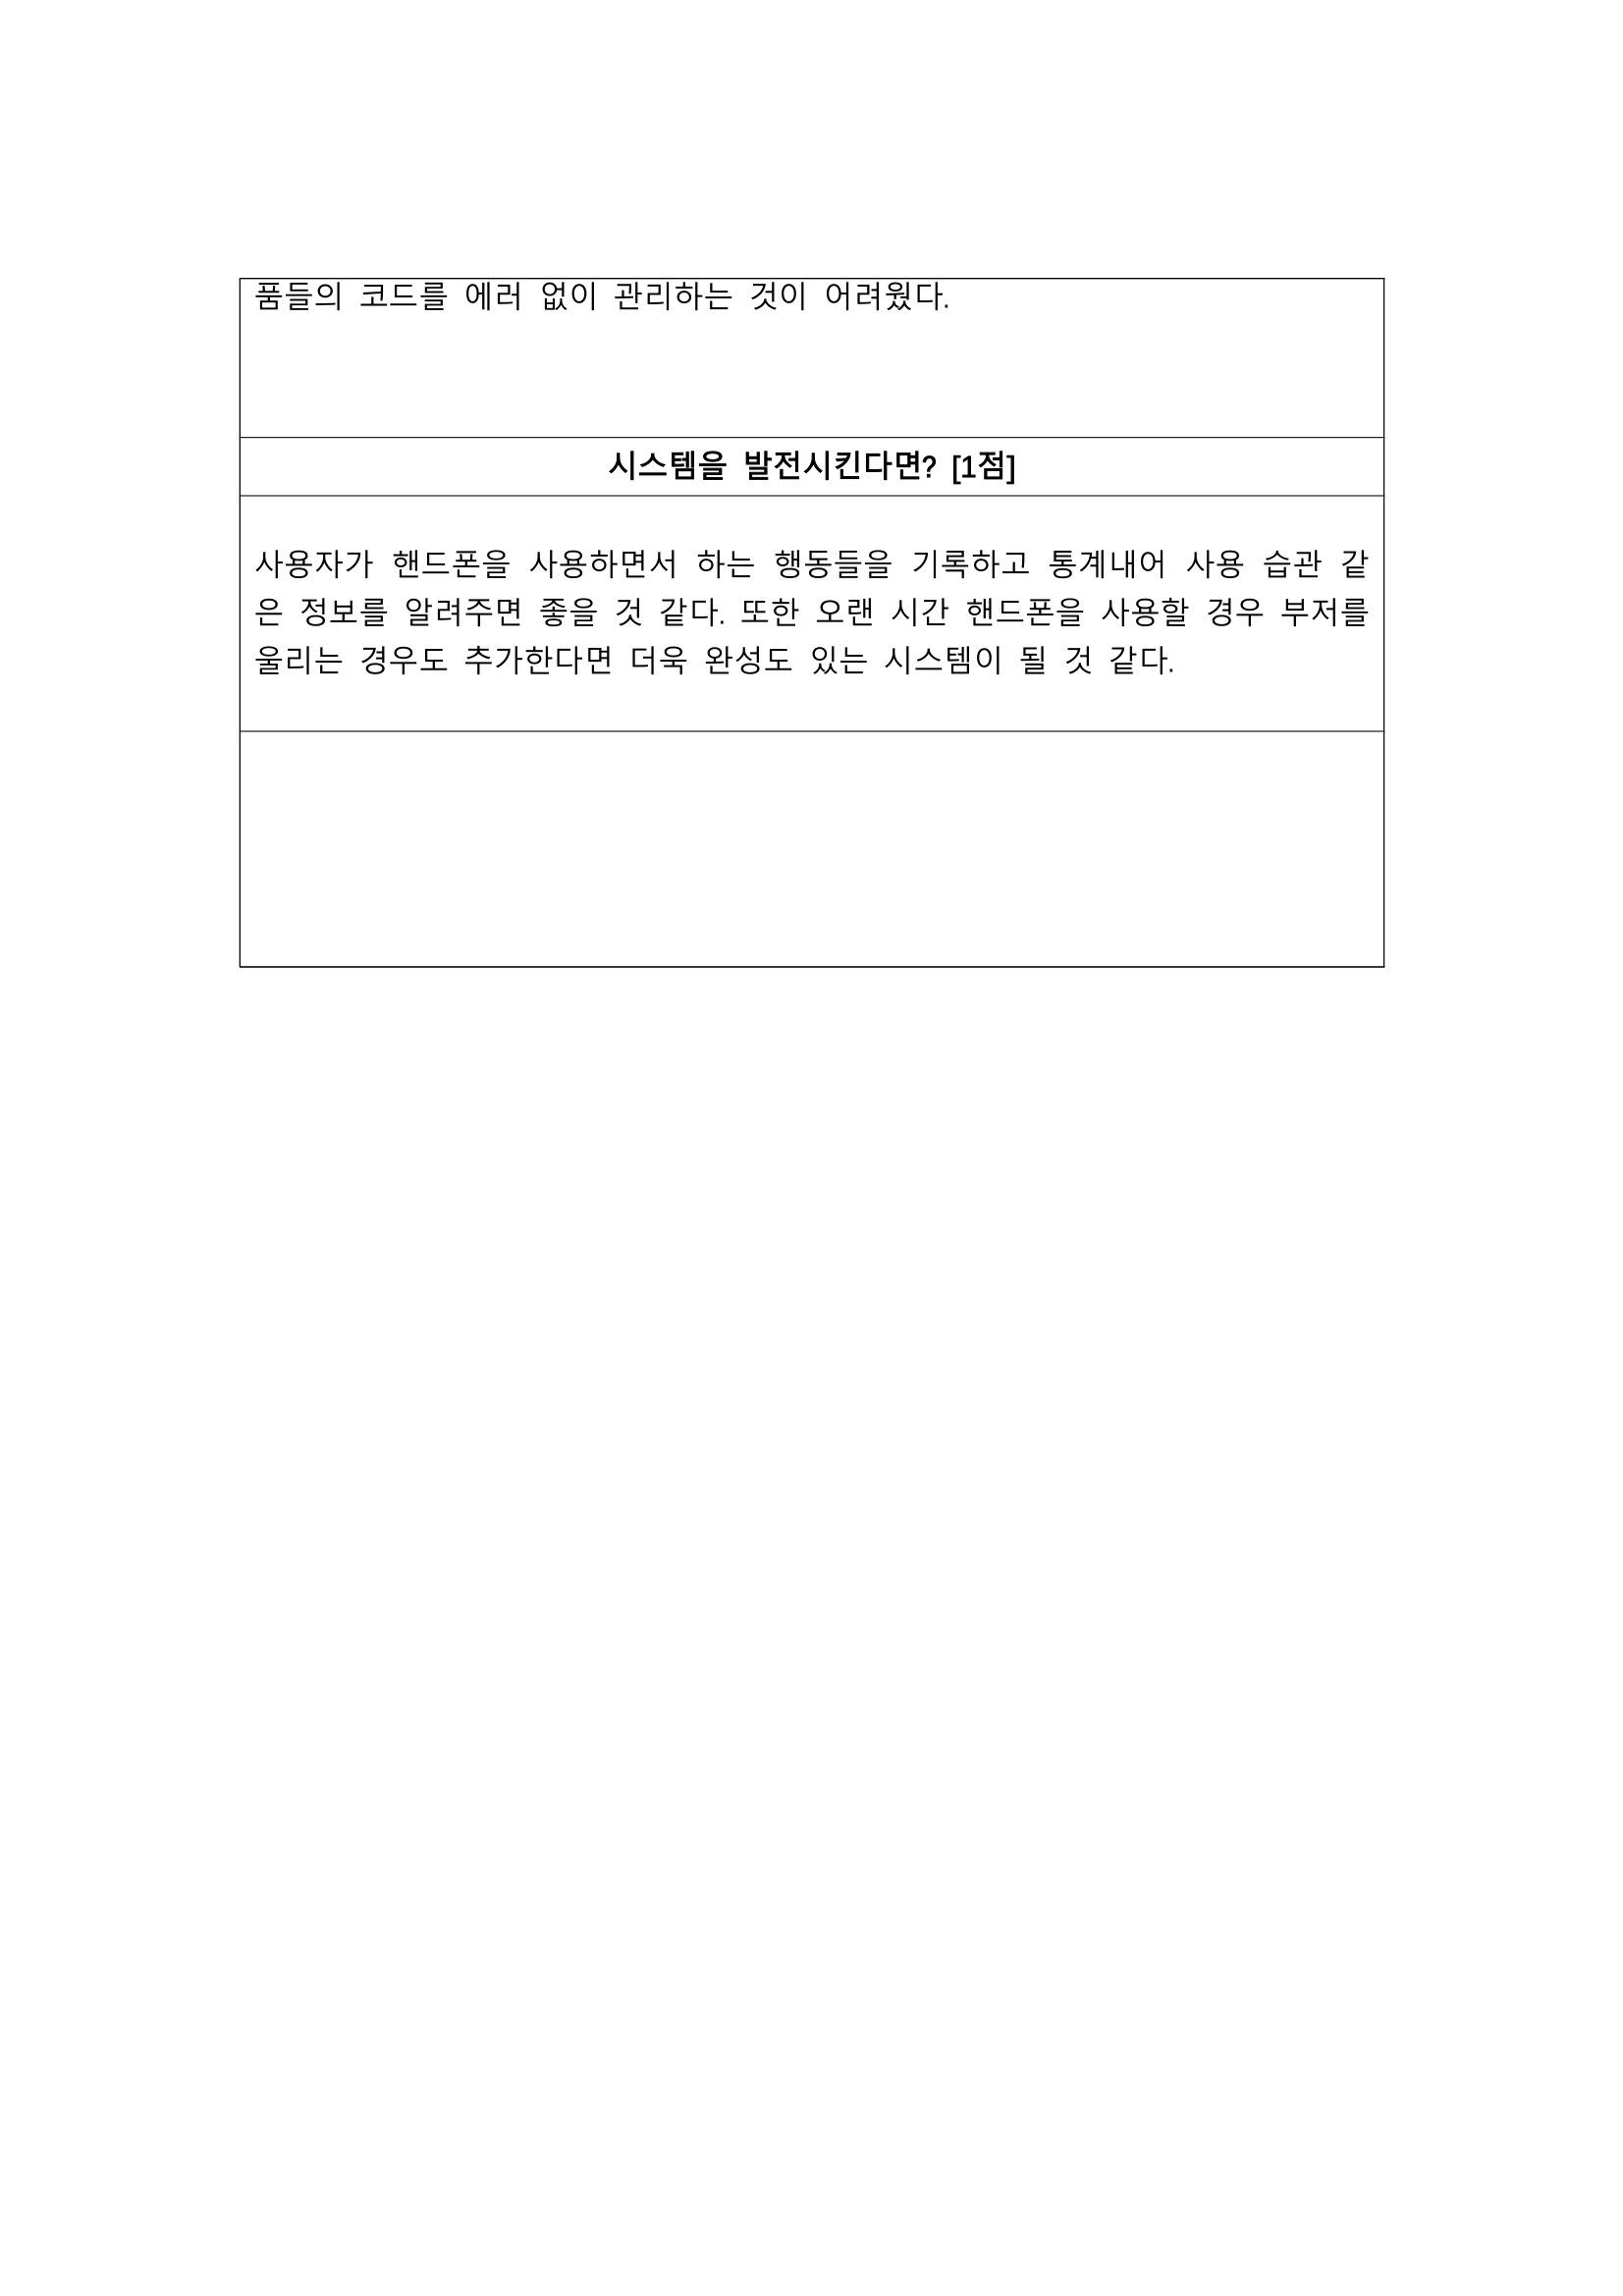 품들의 코드를 에러 없이 관리하는 것이 어려웠다.
시스템을 발전시킨다면? [1점]
사용자가 핸드폰을 사용하면서 하는 행동들을 기록하고 통계내어 사용 습관 같
은 정보를 알려주면 좋을 것 같다. 또한 오랜 시간 핸드폰을 사용할 경우 부저를
울리는 경우도 추가한다면 더욱 완성도 있는 시스템이 될 것 같다.